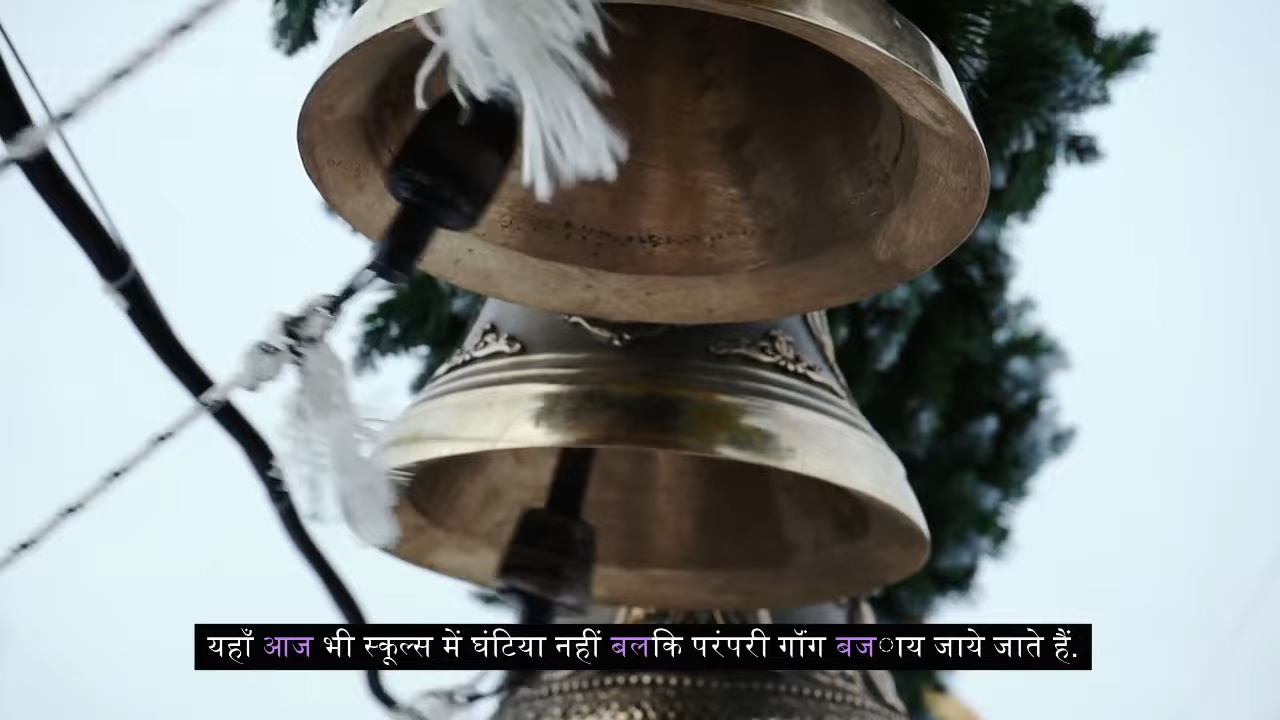 यहाँ आज भी स्कूल्स में घंटिया नहीं बलकि परंपरी गॉंग बजाय जाये जाते हैं.